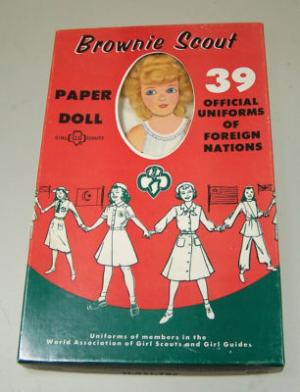 Brownie Scout
PAPER
DOLL
GIRL GS SCOUTS
39
OFFICIAL
UNIFORMS
OF
FOREIGN
NATIONS
Uniforms of members in the
World Association of Girl Scouts and Girl Guides